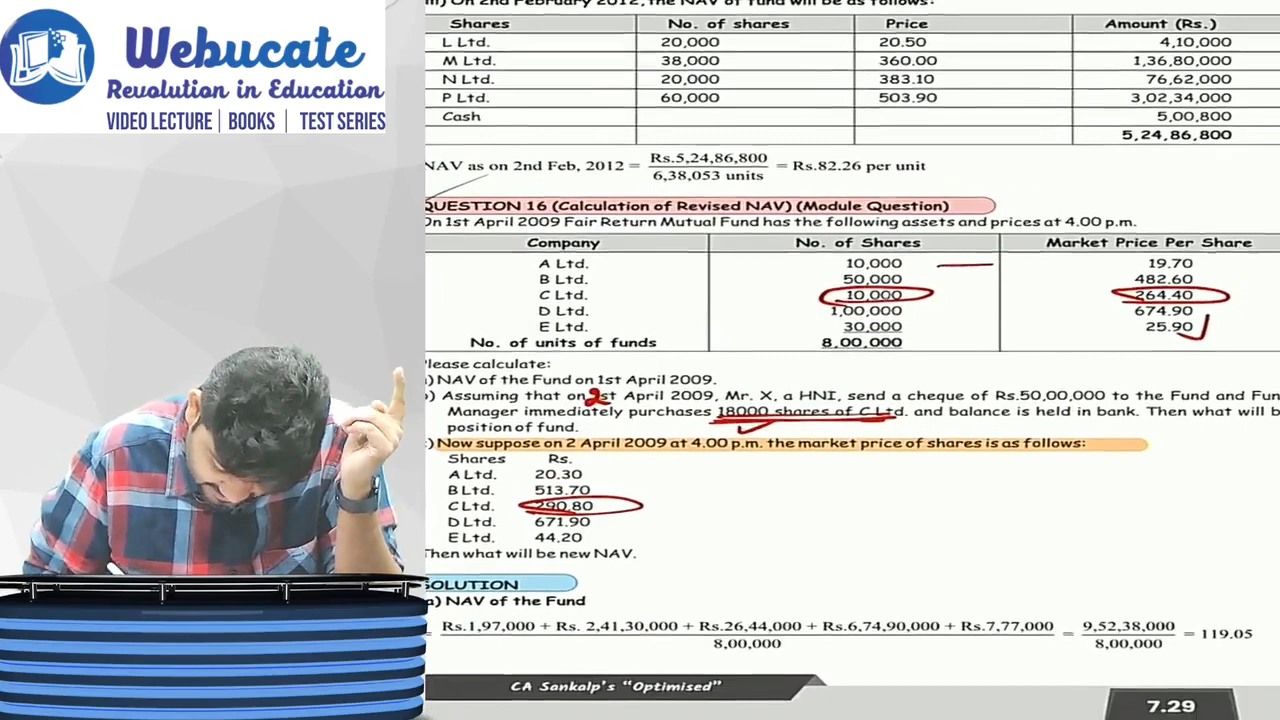 Webucate
Revolution in Education
VIDEO LECTURE | BOOKS | TEST SERIES
On 2nd February 2012, the NAV of fund will be as follows:
Shares No. of shares Price Amount (Rs.)
L Ltd. 20,000 20.50 4,10,000
M Ltd. 38,000 360.00 1,36,80,000
N Ltd. 20,000 383.10 76,62,000
P Ltd. 60,000 503.90 3,02,34,000
Cash 5,00,800
5,24,86,800
NAV as on 2nd Feb, 2012 = Rs.5,24,86,800 / 6,38,053 units = Rs.82.26 per unit
QUESTION 16 (Calculation of Revised NAV) (Module Question)
On 1st April 2009 Fair Return Mutual Fund has the following assets and prices at 4.00 p.m.
Company No. of Shares Market Price Per Share
A Ltd. 10,000 19.70
B Ltd. 50,000 482.60
C Ltd. 10,000 264.40
D Ltd. 1,00,000 674.90
E Ltd. 30,000 25.90
No. of units of funds 8,00,000
Please calculate:
a) NAV of the Fund on 1st April 2009.
b) Assuming that on 2 1st April 2009, Mr. X, a HNI, send a cheque of Rs.50,00,000 to the Fund and Fun
Manager immediately purchases 18000 shares of C Ltd. and balance is held in bank. Then what will b
position of fund.
c) Now suppose on 2 April 2009 at 4.00 p.m. the market price of shares is as follows:
Shares Rs.
A Ltd. 20.30
B Ltd. 513.70
C Ltd. 290.80
D Ltd. 671.90
E Ltd. 44.20
Then what will be new NAV.
SOLUTION
a) NAV of the Fund
= Rs.1,97,000 + Rs. 2,41,30,000 + Rs.26,44,000 + Rs.6,74,90,000 + Rs.7,77,000 / 8,00,000 = 9,52,38,000 / 8,00,000 = 119.05
CA Sankalp's "Optimised"
7.29